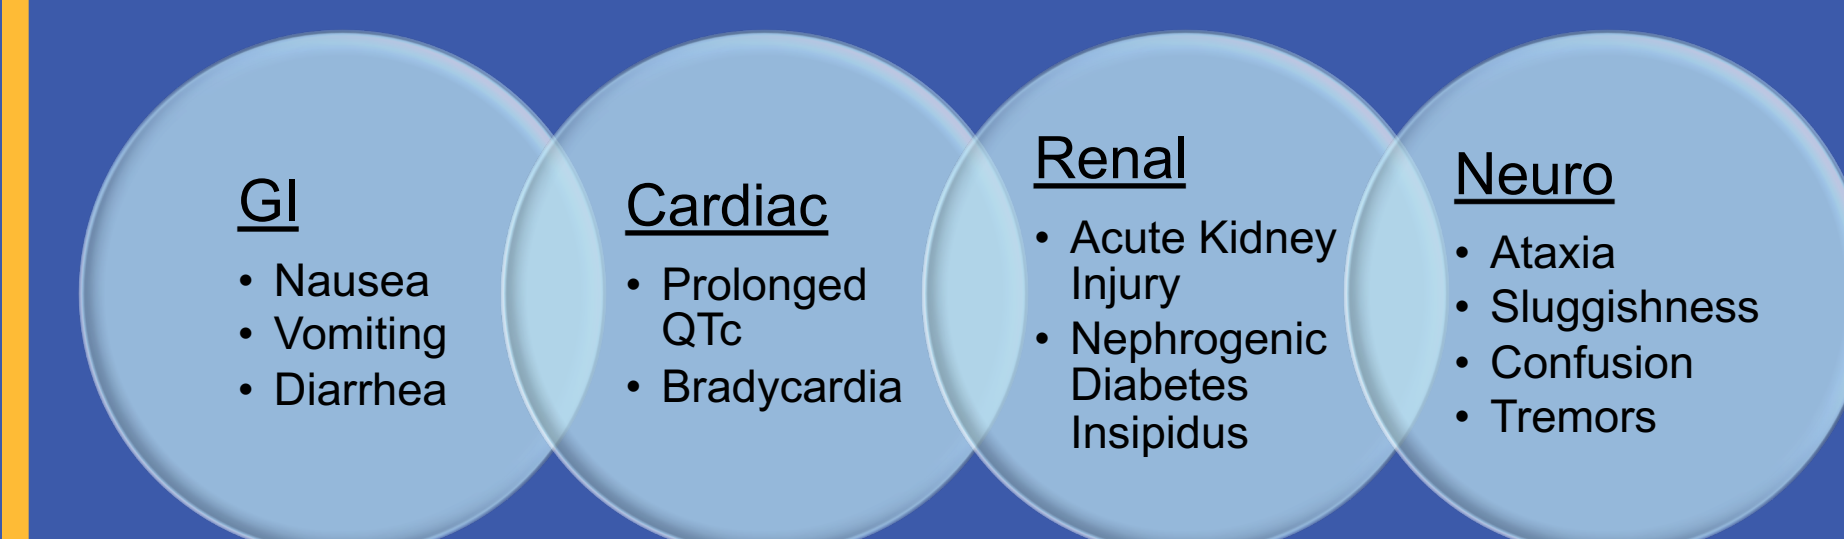 GI
• Nausea
• Vomiting
• Diarrhea
Cardiac
• Prolonged
QTc
• Bradycardia
Renal
• Acute Kidney
Injury
• Nephrogenic
Diabetes
Insipidus
Neuro
• Ataxia
• Sluggishness
• Confusion
• Tremors